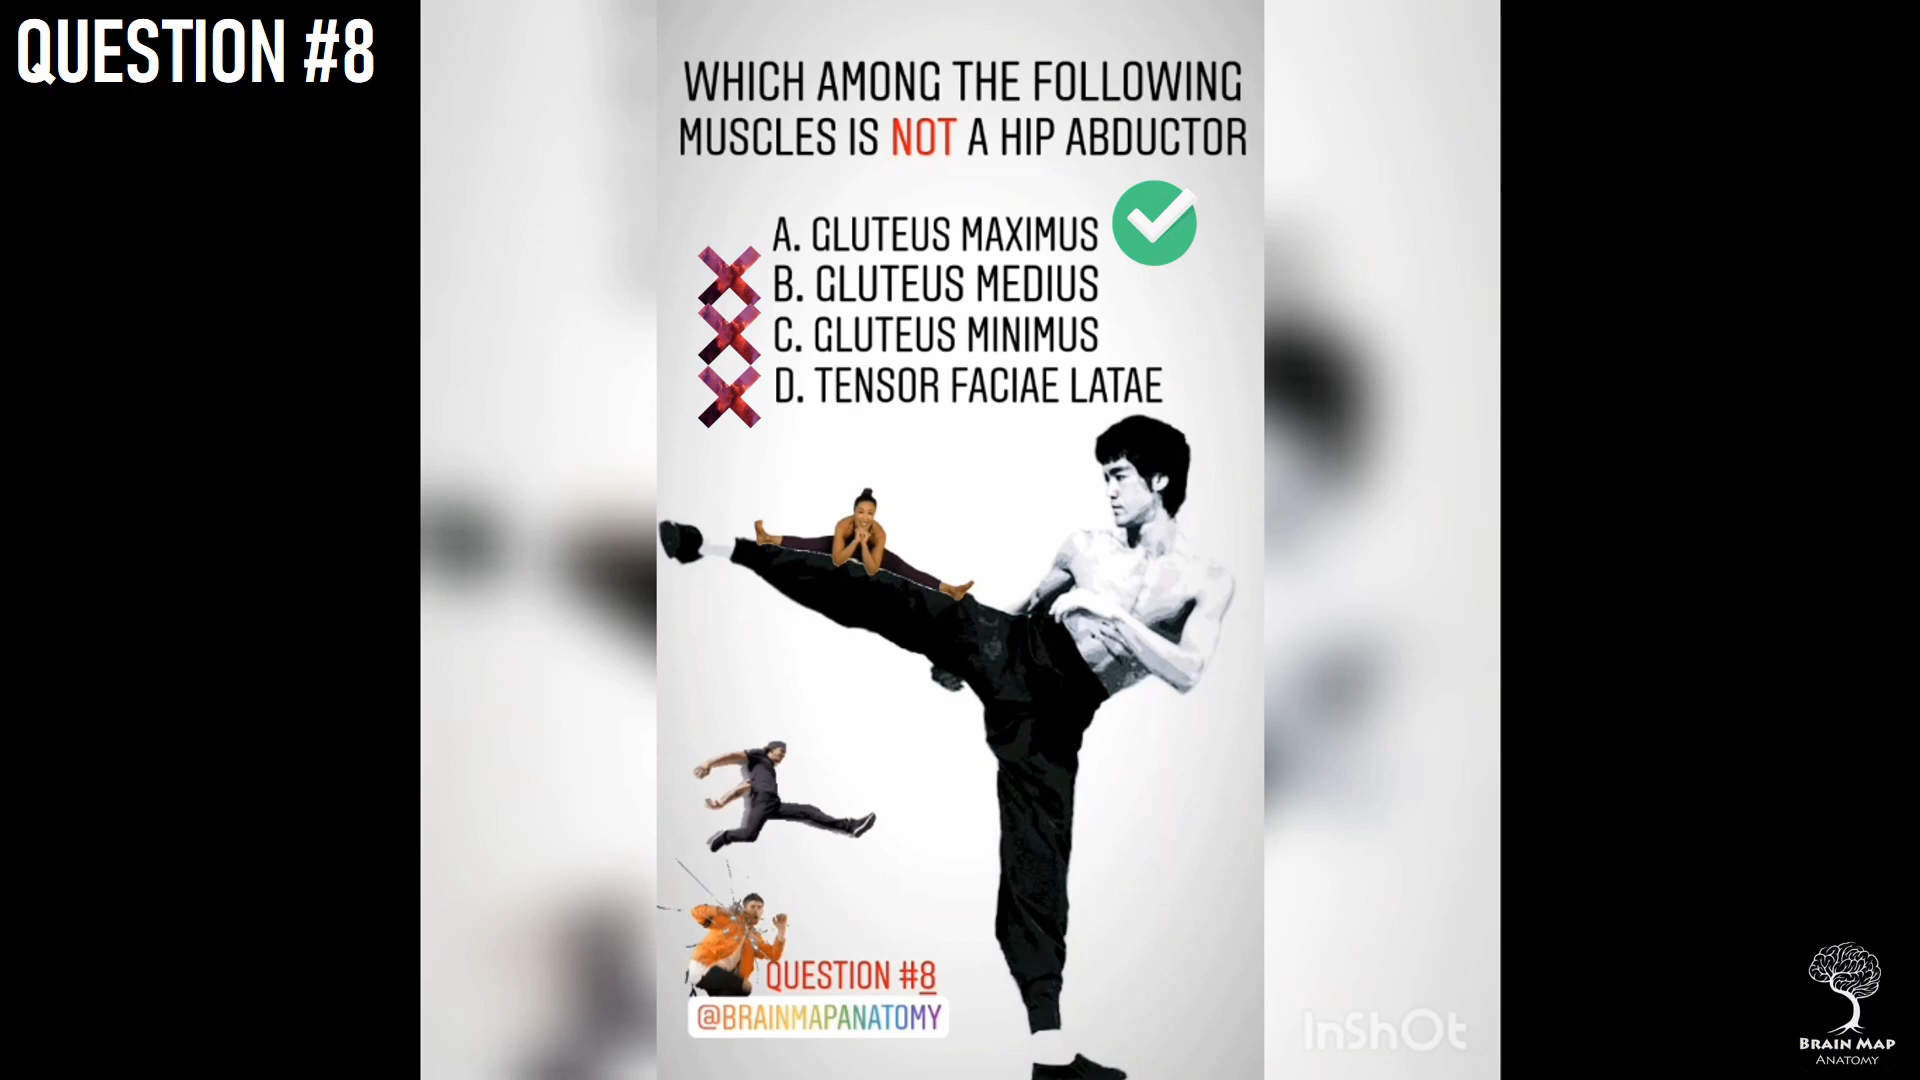 QUESTION #8
WHICH AMONG THE FOLLOWING
MUSCLES IS NOT A HIP ABDUCTOR
A. GLUTEUS MAXIMUS
B. GLUTEUS MEDIUS
C. GLUTEUS MINIMUS
D. TENSOR FACIAE LATAE
QUESTION #8
@BRAINMAPANATOMY
InShOt
BRAIN MAP
ANATOMY